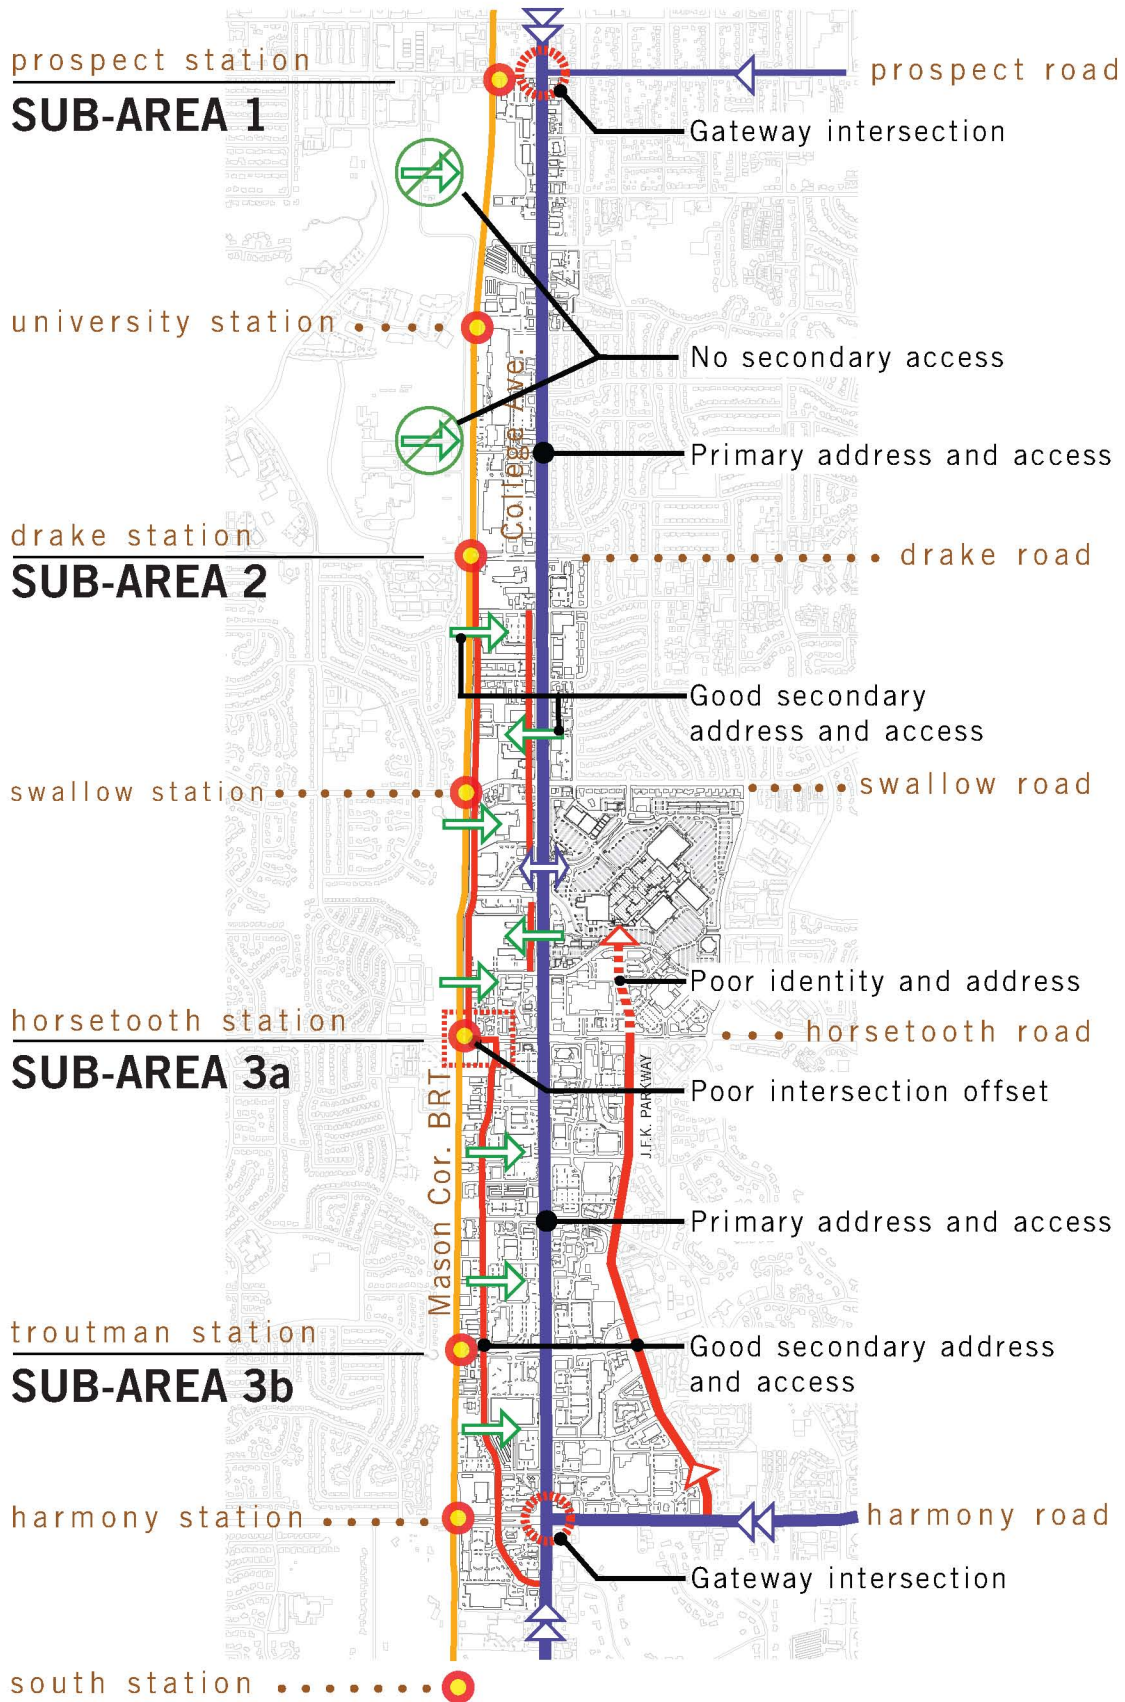 prospect station
prospect road
SUB-AREA 1
Gateway intersection
university station
College Ave.
No secondary access
Primary address and access
drake station
drake road
SUB-AREA 2
Good secondary
address and access
swallow station
swallow road
Poor identity and address
horsetooth station
horsetooth road
SUB-AREA 3a
Mason Cor. BRT
J.F.K. PARKWAY
Poor intersection offset
Primary address and access
troutman station
SUB-AREA 3b
Good secondary address
and access
harmony station
harmony road
Gateway intersection
south station